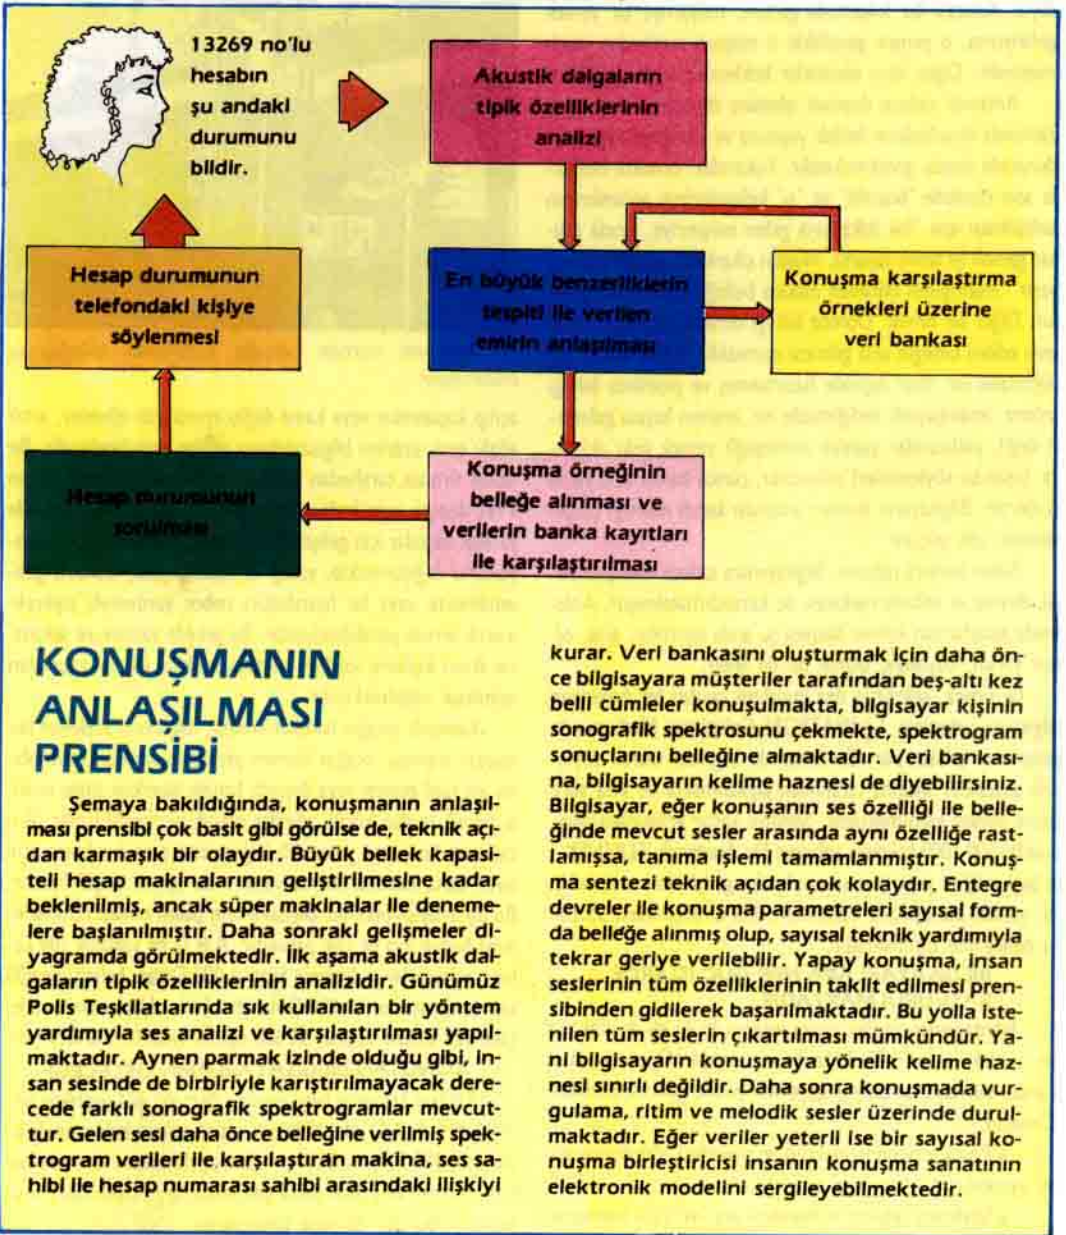 13269 no'lu
hesabın
şu andaki
durumunu
bildir.
Akustik dalgaların
tipik özelliklerinin
analizi
En büyük benzerliklerin
tespiti ile verilen
emirin anlaşılması
Konuşma karşılaştırma
örnekleri üzerine
veri bankası
Konuşma örneğinin
belleğe alınması ve
verilerin banka kayıtları
ile karşılaştırılması
Hesap durumunun
sorulması
Hesap durumunun
telefondaki kişiye
söylenmesi
KONUŞMANIN
ANLAŞILMASI
PRENSİBİ
Şemaya bakıldığında, konuşmanın anlaşıl-
ması prensibi çok basit gibi görülse de, teknik açı-
dan karmaşık bir olaydır. Büyük bellek kapasi-
teli hesap makinalarının geliştirilmesine kadar
beklenilmiş, ancak süper makinalar ile deneme-
lere başlanılmıştır. Daha sonraki gelişmeler di-
yagramda görülmektedir. İlk aşama akustik dal-
gaların tipik özelliklerinin analizidir. Günümüz
Polis Teşkilatlarında sık kullanılan bir yöntem
yardımıyla ses analizi ve karşılaştırılması yapıl-
maktadır. Aynen parmak izinde olduğu gibi, in-
san sesinde de birbiriyle karıştırılmayacak dere-
cede farklı sonografik spektrogramlar mevcut-
tur. Gelen sesi daha önce belleğine verilmiş spek-
trogram verileri ile karşılaştıran makina, ses sa-
hibi ile hesap numarası sahibi arasındaki ilişkiyi
kurar. Veri bankasını oluşturmak için daha ön-
ce bilgisayara müşteriler tarafından beş-altı kez
belli cümleler konuşulmakta, bilgisayar kişinin
sonografik spektrosunu çekmekte, spektrogram
sonuçlarını belleğine almaktadır. Veri bankası-
na, bilgisayarın kelime haznesi de diyebilirsiniz.
Bilgisayar, eğer konuşanın ses özelliği ile belle-
ğinde mevcut sesler arasında aynı özelliğe rast-
lamışsa, tanıma işlemi tamamlanmıştır. Konuş-
ma sentezi teknik açıdan çok kolaydır. Entegre
devreler ile konuşma parametreleri sayısal form-
da belleğe alınmış olup, sayısal teknik yardımıyla
tekrar geriye verilebilir. Yapay konuşma, insan
seslerinin tüm özelliklerinin taklit edilmesi pren-
sibinden gidilerek başarılmaktadır. Bu yolla iste-
nilen tüm seslerin çıkartılması mümkündür. Ya-
ni bilgisayarın konuşmaya yönelik kelime haz-
nesi sınırlı değildir. Daha sonra konuşmada vur-
gulama, ritim ve melodik sesler üzerinde durul-
maktadır. Eğer veriler yeterli ise bir sayısal ko-
nuşma birleştiricisi insanın konuşma sanatının
elektronik modelini sergileyebilmektedir.